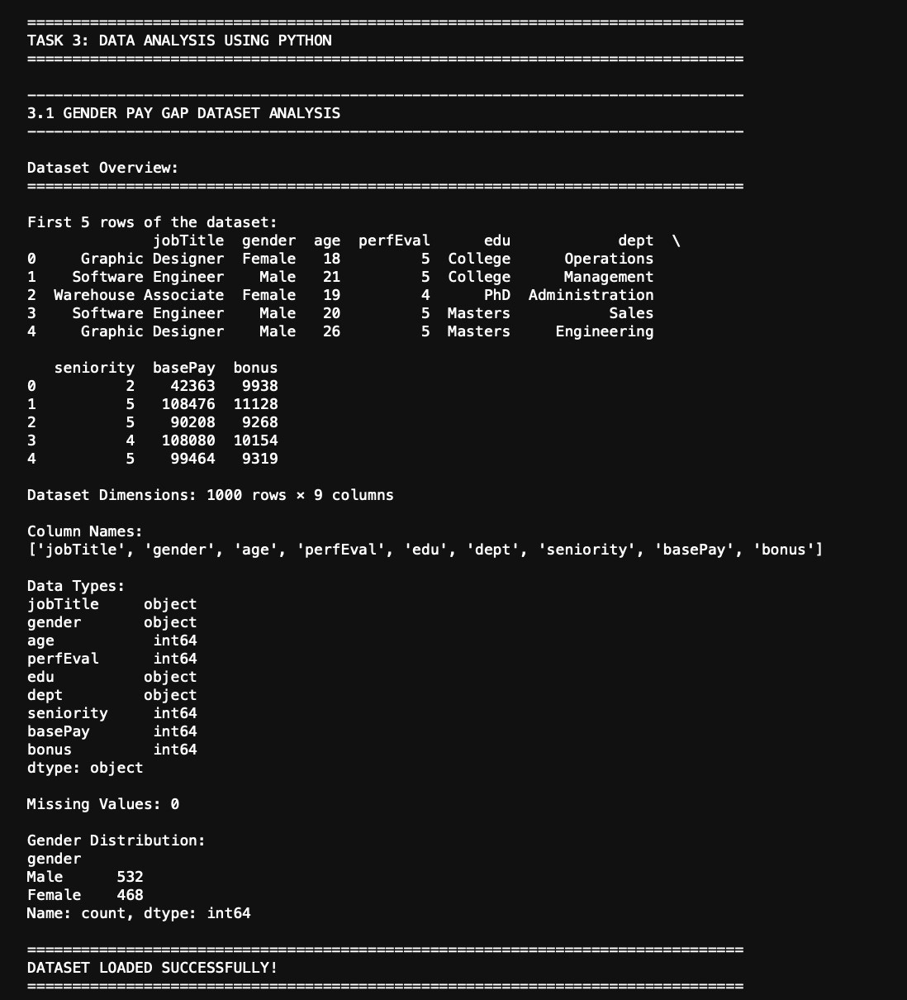 ================================================================================
TASK 3: DATA ANALYSIS USING PYTHON
================================================================================
--------------------------------------------------------------------------------
3.1 GENDER PAY GAP DATASET ANALYSIS
--------------------------------------------------------------------------------
Dataset Overview:
================================================================================
First 5 rows of the dataset:
              jobTitle  gender  age  perfEval      edu            dept  \
0     Graphic Designer  Female   18         5  College      Operations
1    Software Engineer    Male   21         5  College      Management
2  Warehouse Associate  Female   19         4      PhD  Administration
3    Software Engineer    Male   20         5  Masters           Sales
4     Graphic Designer    Male   26         5  Masters     Engineering
   seniority  basePay  bonus
0          2    42363   9938
1          5   108476  11128
2          5    90208   9268
3          4   108080  10154
4          5    99464   9319
Dataset Dimensions: 1000 rows × 9 columns
Column Names:
['jobTitle', 'gender', 'age', 'perfEval', 'edu', 'dept', 'seniority', 'basePay', 'bonus']
Data Types:
jobTitle     object
gender       object
age           int64
perfEval      int64
edu          object
dept         object
seniority     int64
basePay       int64
bonus         int64
dtype: object
Missing Values: 0
Gender Distribution:
gender
Male      532
Female    468
Name: count, dtype: int64
================================================================================
DATASET LOADED SUCCESSFULLY!
================================================================================